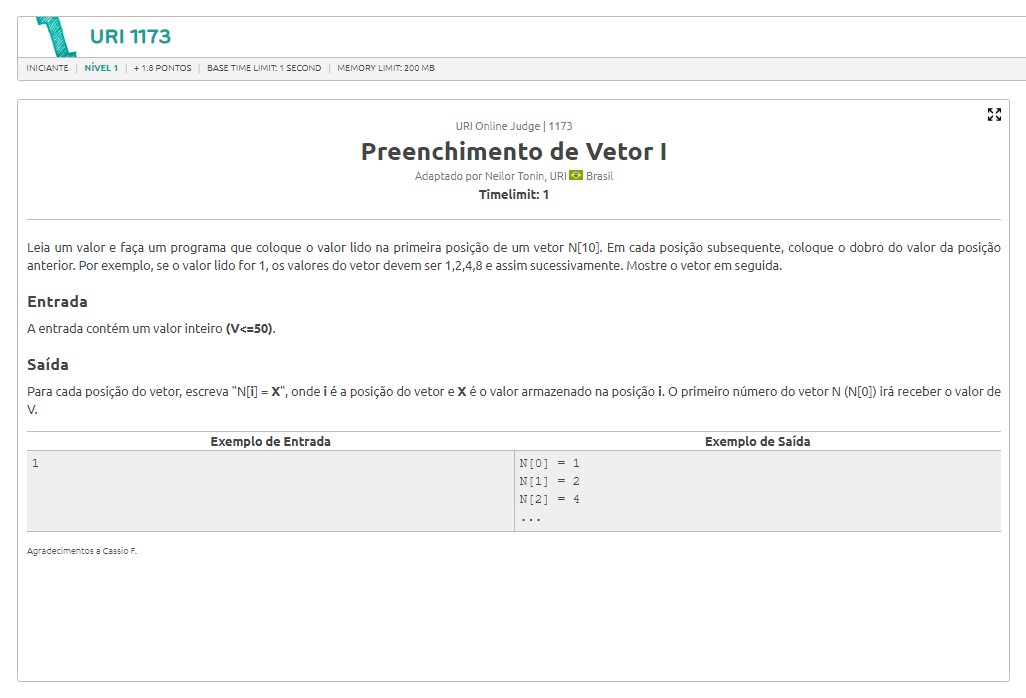 URI 1173
INICIANTE | NÍVEL 1 | + 1.8 PONTOS | BASE TIME LIMIT: 1 SECOND | MEMORY LIMIT: 200 MB
URI Online Judge | 1173
Preenchimento de Vetor I
Adaptado por Neilor Tonin, URI Brasil
Timelimit: 1
Leia um valor e faça um programa que coloque o valor lido na primeira posição de um vetor N[10]. Em cada posição subsequente, coloque o dobro do valor da posição
anterior. Por exemplo, se o valor lido for 1, os valores do vetor devem ser 1,2,4,8 e assim sucessivamente. Mostre o vetor em seguida.
Entrada
A entrada contém um valor inteiro (V<=50).
Saída
Para cada posição do vetor, escreva "N[i] = X", onde i é a posição do vetor e X é o valor armazenado na posição i. O primeiro número do vetor N (N[0]) irá receber o valor de
V.
Exemplo de Entrada Exemplo de Saída
1 N[0] = 1
N[1] = 2
N[2] = 4
...
Agradecimentos a Cassio F.